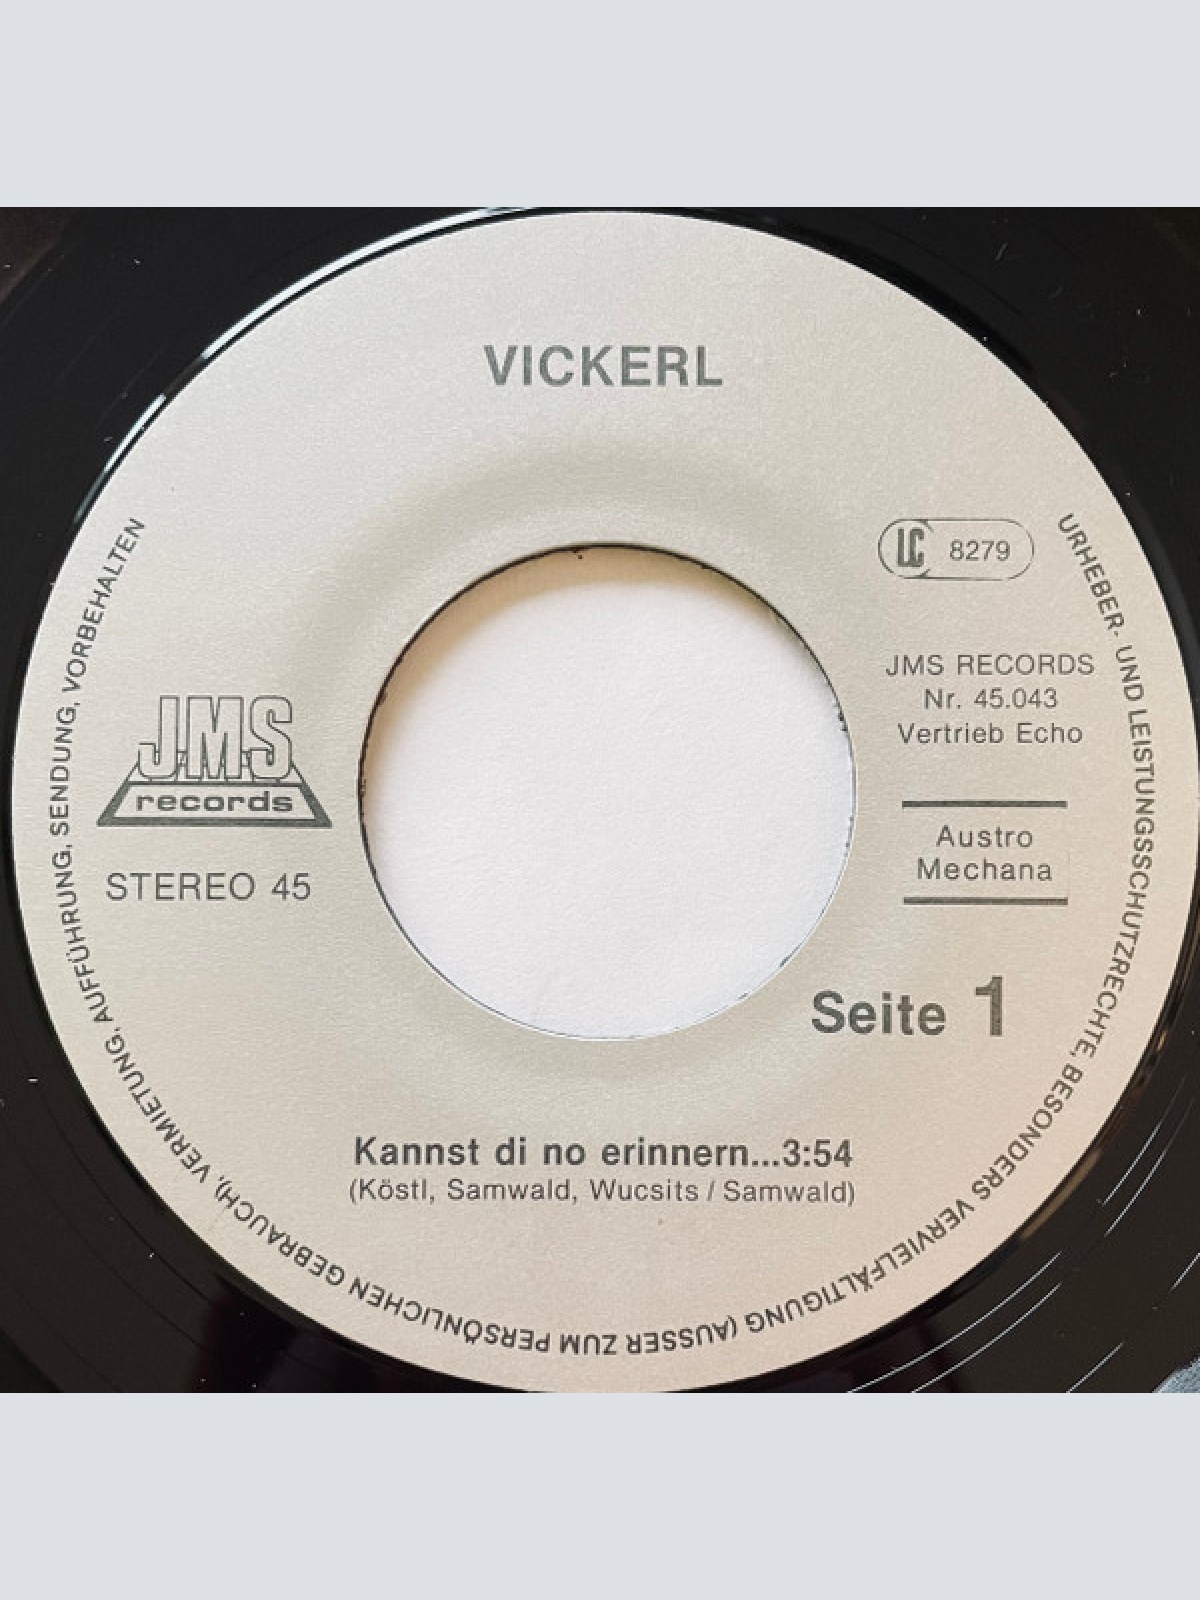 VICKERL
LC 8279
JMS RECORDS
Nr. 45.043
Vertrieb Echo
JMS
records
STEREO 45
Austro
Mechana
Seite 1
Kannst di no erinnern...3:54
(Köstl, Samwald, Wucsits / Samwald)
URHEBER- UND LEISTUNGSSCHUTZRECHTE, BESONDERS VERVIELFÄLTIGUNG (AUSSER ZUM PERSÖNLICHEN GEBRAUCH), VERMIETUNG, AUFFÜHRUNG, SENDUNG, VORBEHALTEN